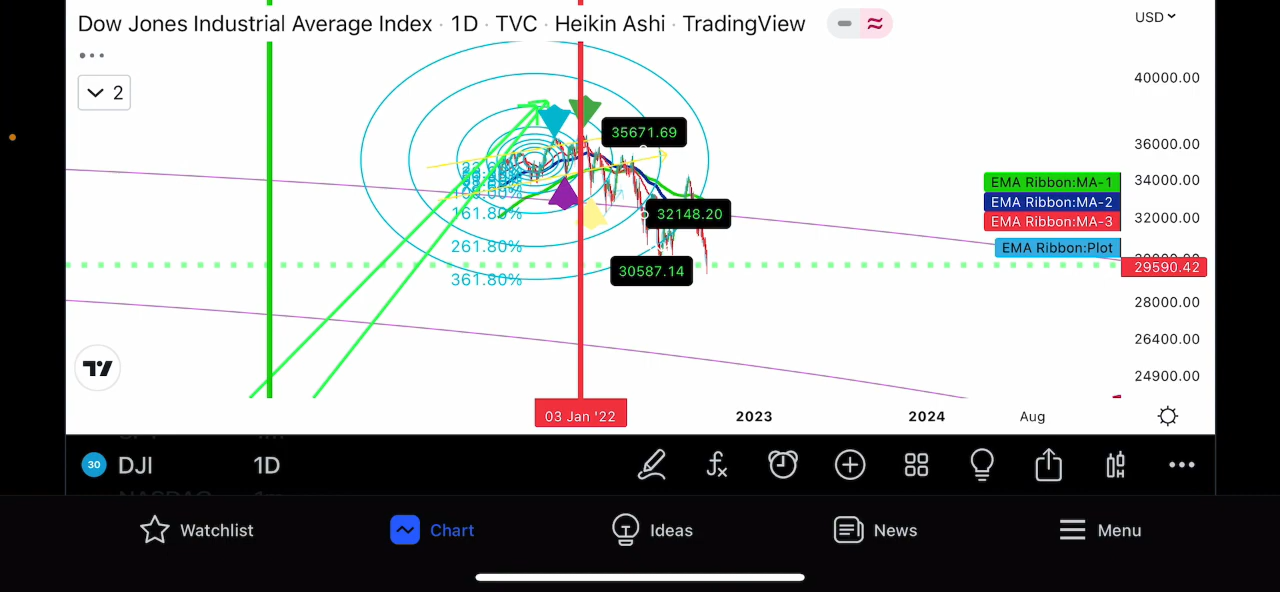 Dow Jones Industrial Average Index · 1D · TVC · Heikin Ashi · TradingView
USD
2
40000.00
35671.69
36000.00
EMA Ribbon:MA-1
34000.00
EMA Ribbon:MA-2
161.80%
32148.20
EMA Ribbon:MA-3
32000.00
261.80%
EMA Ribbon:Plot
361.80%
30587.14
29590.42
28000.00
26400.00
24900.00
03 Jan '22
2023
2024
Aug
30
DJI
1D
Watchlist
Chart
Ideas
News
Menu